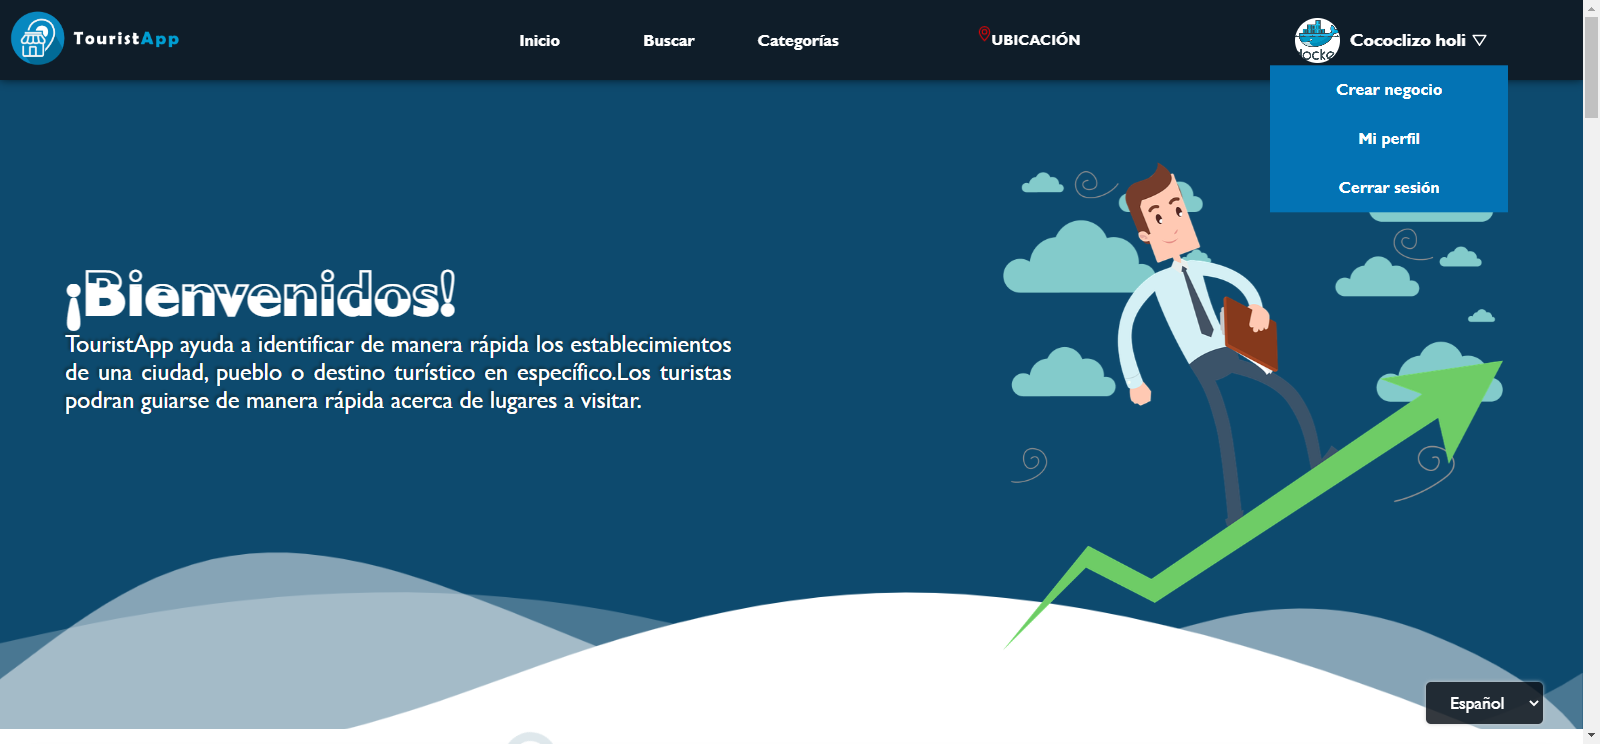 TouristApp
Inicio
Buscar
Categorías
UBICACIÓN
docke
Cococlizo holi
Crear negocio
Mi perfil
Cerrar sesión
¡Bienvenidos!
TouristApp ayuda a identificar de manera rápida los establecimientos
de una ciudad, pueblo o destino turístico en específico.Los turistas
podran guiarse de manera rápida acerca de lugares a visitar.
Español